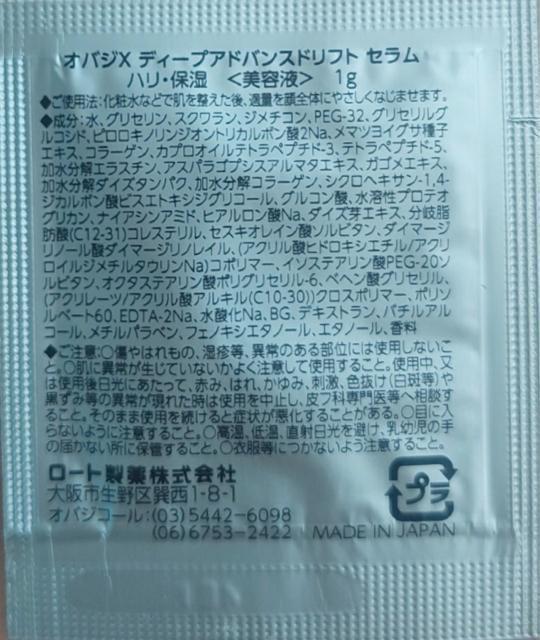 オバジX ディープアドバンスドリフト セラム
ハリ・保湿 <美容液> 1g
◆ご使用法:化粧水などで肌を整えた後、適量を顔全体にやさしくなじませます。
◆成分:水、グリセリン、スクワラン、ジメチコン、PEG-32、グリセリルグ
ルコシド、ピロロキノリンジオントリカルボン酸2Na、メマツヨイグサ種子
エキス、コラーゲン、カプロオイルテトラペプチド-3、テトラペプチド-5、
加水分解エラスチン、アスパラゴプシスアルマタエキス、ガゴメエキス、
加水分解ダイズタンパク、加水分解コラーゲン、シクロヘキサン-1,4-
ジカルボン酸ビスエトキシジグリコール、グルコン酸、水溶性プロテオ
グリカン、ナイアシンアミド、ヒアルロン酸Na、ダイズ芽エキス、分岐脂
肪酸(C12-31)コレステリル、セスキオレイン酸ソルビタン、ダイマージ
リノール酸ダイマージリノレイル、(アクリル酸ヒドロキシエチル/アクリ
ロイルジメチルタウリンNa)コポリマー、イソステアリン酸PEG-20ソ
ルビタン、オクタステアリン酸ポリグリセリル-6、ベヘン酸グリセリル、
(アクリレーツ/アクリル酸アルキル(C10-30))クロスポリマー、ポリソ
ルベート60、EDTA-2Na、水酸化Na、BG、デキストラン、バチルアル
コール、メチルパラベン、フェノキシエタノール、エタノール、香料
◆ご注意:○傷やはれもの、湿疹等、異常のある部位には使用しないこ
と。○肌に異常が生じていないかよく注意して使用すること。使用中、又
は使用後日光にあたって、赤み、はれ、かゆみ、刺激、色抜け(白斑等)や
黒ずみ等の異常が現れた時は使用を中止し、皮フ科専門医等へ相談す
ること。そのまま使用を続けると症状が悪化することがある。○目に入
らないように注意すること。○高温、低温、直射日光を避け、乳幼児の手
の届かない所に保管すること。○衣服等につかないよう注意すること。
ロート製薬株式会社
大阪市生野区巽西1-8-1
オバジコール:(03)5442-6098
(06)6753-2422 MADE IN JAPAN
プラ